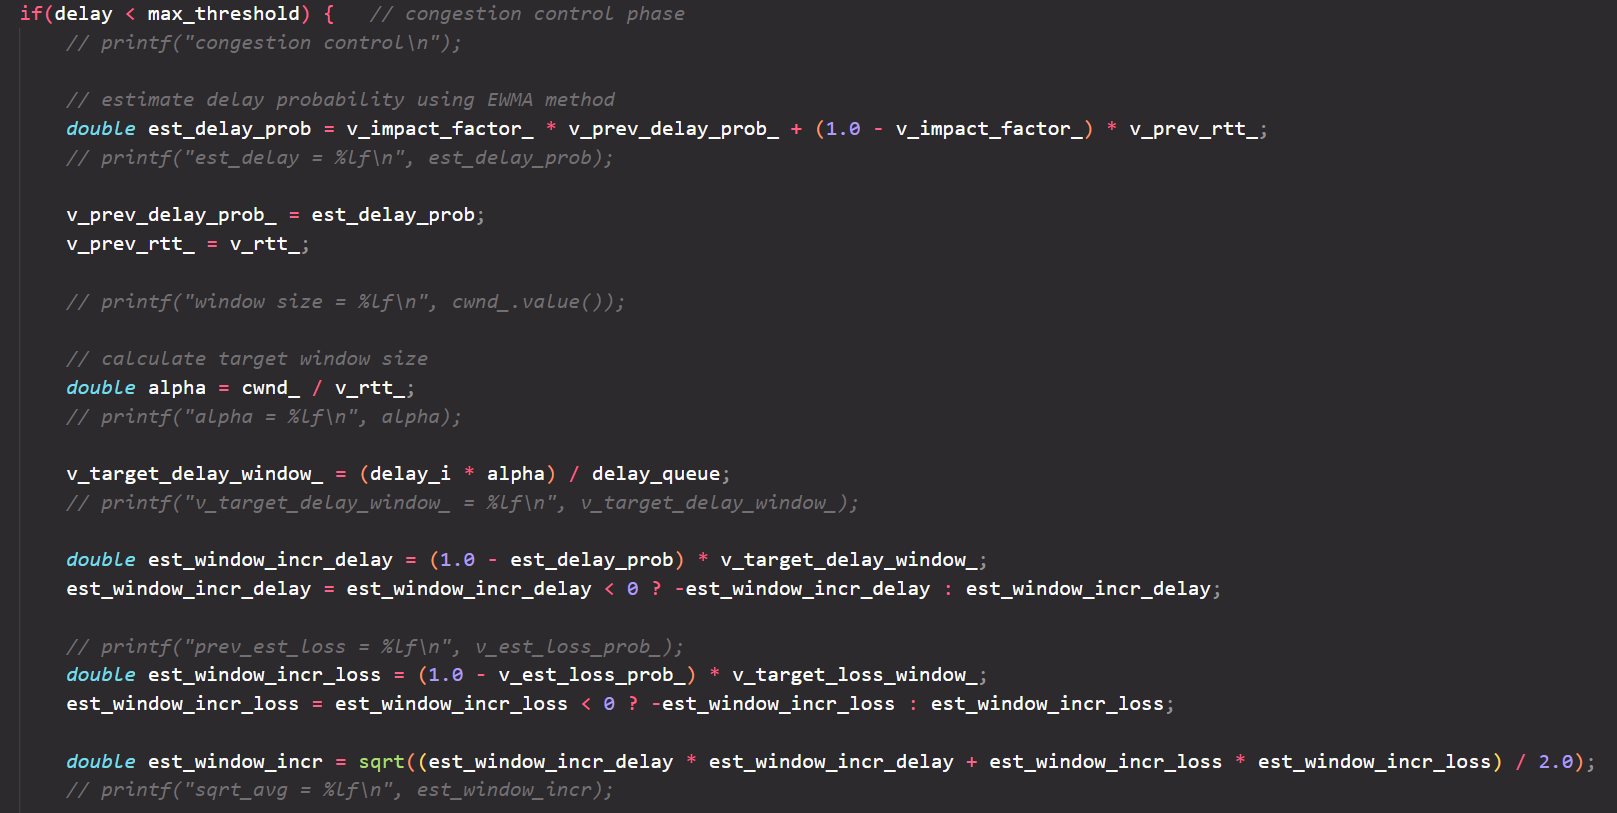 if(delay < max_threshold) {   // congestion control phase
    // printf("congestion control\n");

    // estimate delay probability using EWMA method
    double est_delay_prob = v_impact_factor_ * v_prev_delay_prob_ + (1.0 - v_impact_factor_) * v_prev_rtt_;
    // printf("est_delay = %lf\n", est_delay_prob);

    v_prev_delay_prob_ = est_delay_prob;
    v_prev_rtt_ = v_rtt_;

    // printf("window size = %lf\n", cwnd_.value());

    // calculate target window size
    double alpha = cwnd_ / v_rtt_;
    // printf("alpha = %lf\n", alpha);

    v_target_delay_window_ = (delay_i * alpha) / delay_queue;
    // printf("v_target_delay_window_ = %lf\n", v_target_delay_window_);

    double est_window_incr_delay = (1.0 - est_delay_prob) * v_target_delay_window_;
    est_window_incr_delay = est_window_incr_delay < 0 ? -est_window_incr_delay : est_window_incr_delay;

    // printf("prev_est_loss = %lf\n", v_est_loss_prob_);
    double est_window_incr_loss = (1.0 - v_est_loss_prob_) * v_target_loss_window_;
    est_window_incr_loss = est_window_incr_loss < 0 ? -est_window_incr_loss : est_window_incr_loss;

    double est_window_incr = sqrt((est_window_incr_delay * est_window_incr_delay + est_window_incr_loss * est_window_incr_loss) / 2.0);
    // printf("sqrt_avg = %lf\n", est_window_incr);